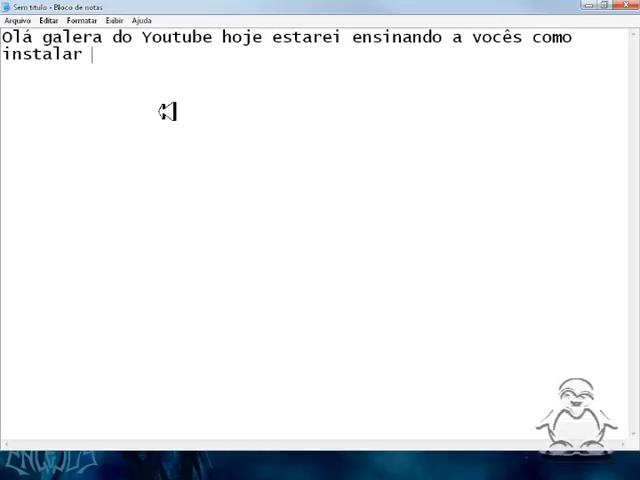 Sem título - Bloco de notas
Arquivo Editar Formatar Exibir Ajuda
Olá galera do Youtube hoje estarei ensinando a vocês como
instalar